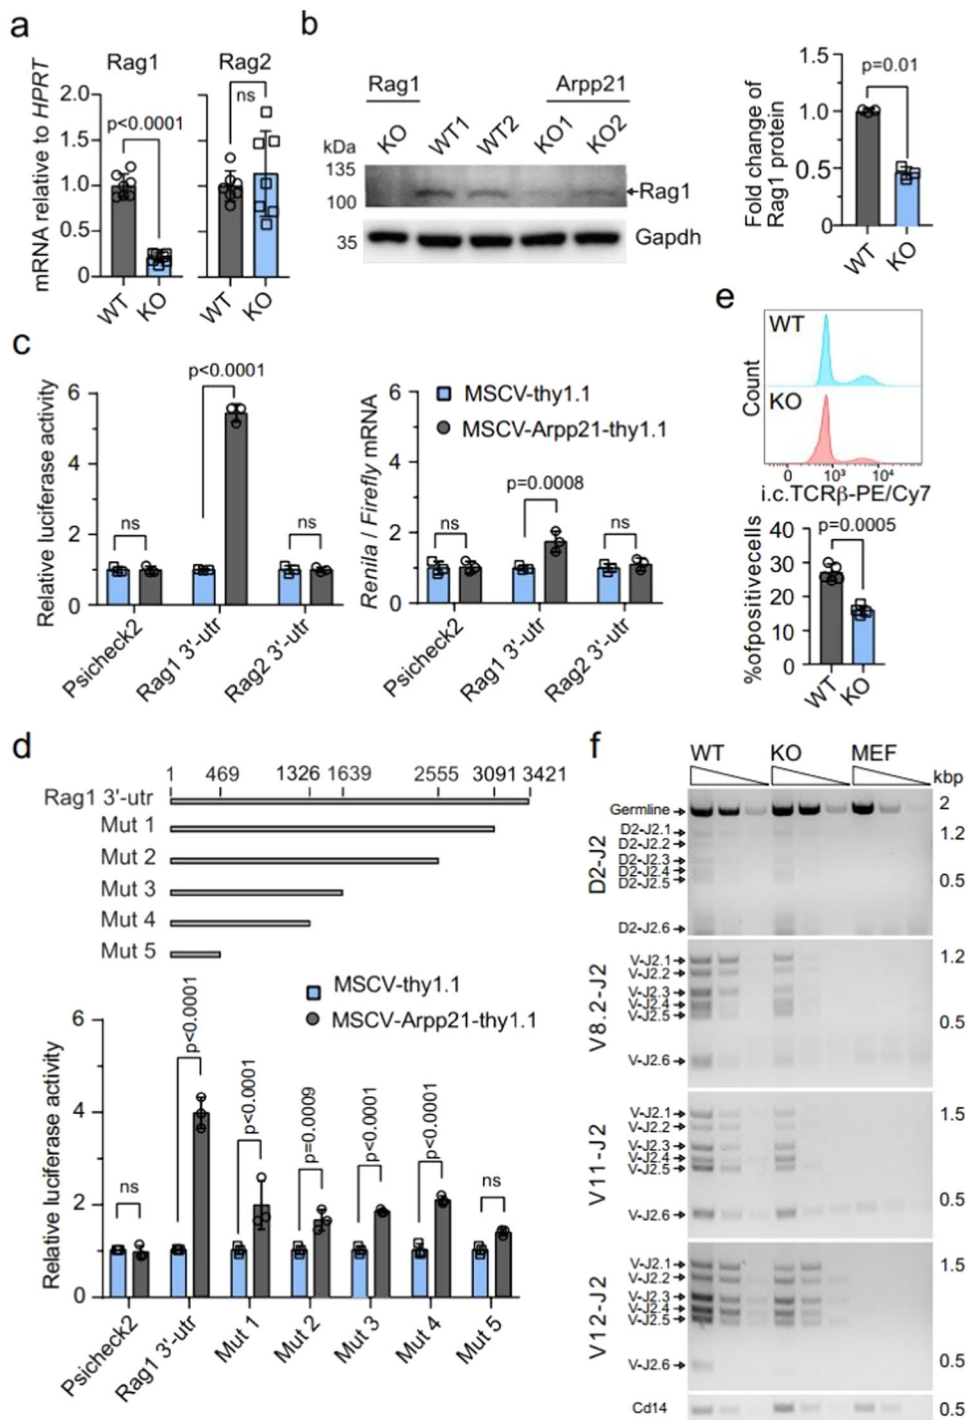 a
Rag1
Rag2
mRNA relative to HPRT
2.0
1.5
1.0
0.5
0
p<0.0001
ns
WT
KO
WT
KO
b
Rag1
Arpp21
KO
WT1
WT2
KO1
KO2
kDa
135
100
35
Rag1
Gapdh
Fold change of
Rag1 protein
1.5
1.0
0.5
0
p=0.01
WT
KO
c
Relative luciferase activity
6
4
2
0
p<0.0001
ns
ns
Psicheck2
Rag1 3'-utr
Rag2 3'-utr
Renila / Firefly mRNA
6
4
2
0
MSCV-thy1.1
MSCV-Arpp21-thy1.1
p=0.0008
ns
ns
Psicheck2
Rag1 3'-utr
Rag2 3'-utr
e
WT
KO
Count
0
10³
10⁴
i.c.TCRβ-PE/Cy7
%ofpositivecells
40
30
20
10
0
p=0.0005
WT
KO
d
1 469 1326 1639 2555 3091 3421
Rag1 3'-utr
Mut 1
Mut 2
Mut 3
Mut 4
Mut 5
MSCV-thy1.1
MSCV-Arpp21-thy1.1
Relative luciferase activity
6
4
2
0
ns
p<0.0001
p<0.0001
p=0.0009
p<0.0001
p<0.0001
ns
Psicheck2
Rag1 3'-utr
Mut 1
Mut 2
Mut 3
Mut 4
Mut 5
f
WT KO MEF
kbp
D2-J2
Germline
D2-J2.1
D2-J2.2
D2-J2.3
D2-J2.4
D2-J2.5
D2-J2.6
2
1.2
0.5
V8.2-J2
V-J2.1
V-J2.2
V-J2.3
V-J2.4
V-J2.5
V-J2.6
1.2
0.5
V11-J2
V-J2.1
V-J2.2
V-J2.3
V-J2.4
V-J2.5
V-J2.6
1.5
0.5
V12-J2
V-J2.1
V-J2.2
V-J2.3
V-J2.4
V-J2.5
V-J2.6
1.5
0.5
Cd14
0.5